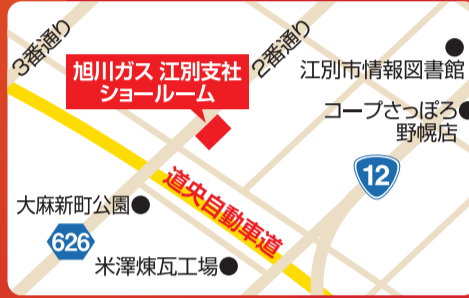 3番通り
2番通り
旭川ガス 江別支社
ショールーム
江別市情報図書館
コープさっぽろ
野幌店
12
道央自動車道
大麻新町公園
626
米澤煉瓦工場